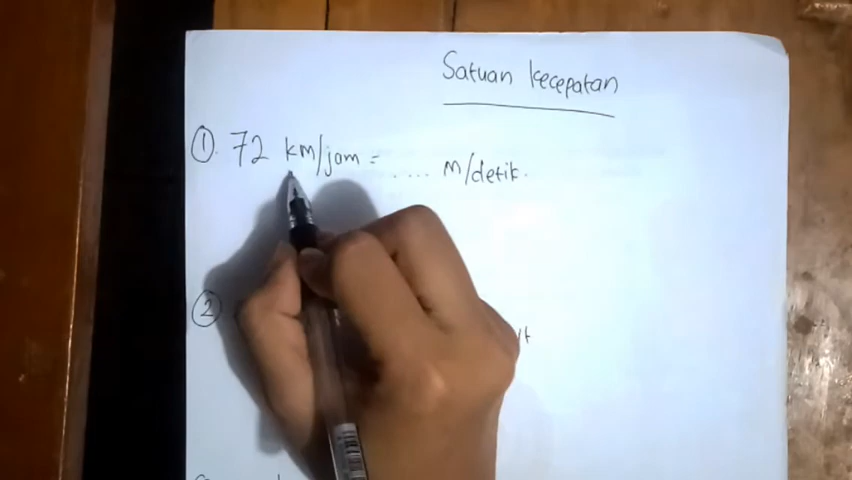 Satuan kecepatan
① 72 km/jam = .... m/detik.
②